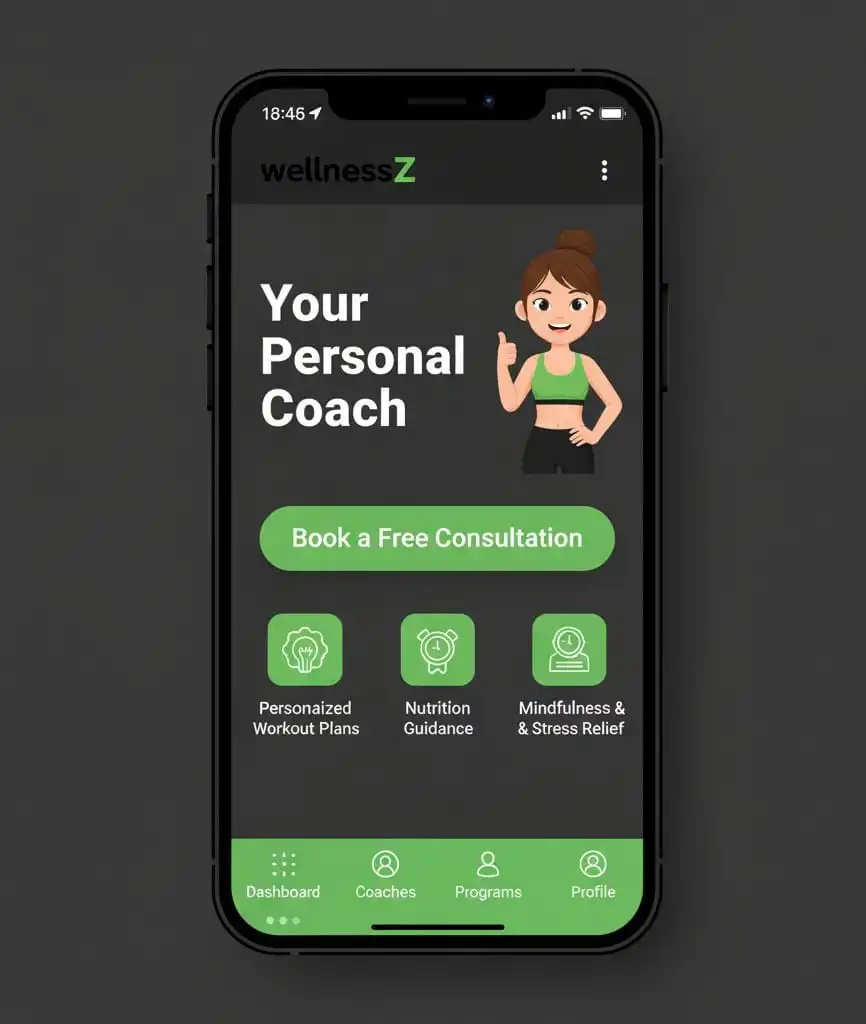 18:46
wellnessZ
Your
Personal
Coach
Book a Free Consultation
Personaized
Workout Plans
Nutrition
Guidance
Mindfulness &
& Stress Relief
Dashboard
Coaches
Programs
Profile